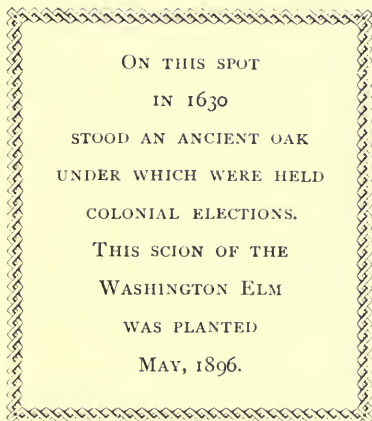 On this spot
in 1630
stood an ancient oak
under which were held
colonial elections.
This scion of the
Washington Elm
was planted
May, 1896.